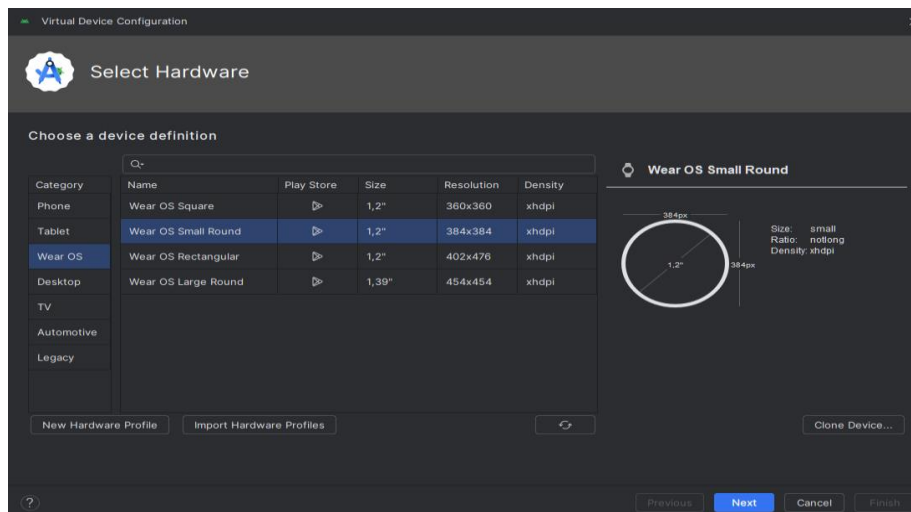 Virtual Device Configuration
Select Hardware
Choose a device definition
Category
Phone
Tablet
Wear OS
Desktop
TV
Automotive
Legacy
Name Play Store Size Resolution Density
Wear OS Square 1,2" 360x360 xhdpi
Wear OS Small Round 1,2" 384x384 xhdpi
Wear OS Rectangular 1,2" 402x476 xhdpi
Wear OS Large Round 1,39" 454x454 xhdpi
Wear OS Small Round
384px
1,2"
384px
Size: small
Ratio: notlong
Density: xhdpi
New Hardware Profile Import Hardware Profiles
Clone Device...
? Previous Next Cancel Finish